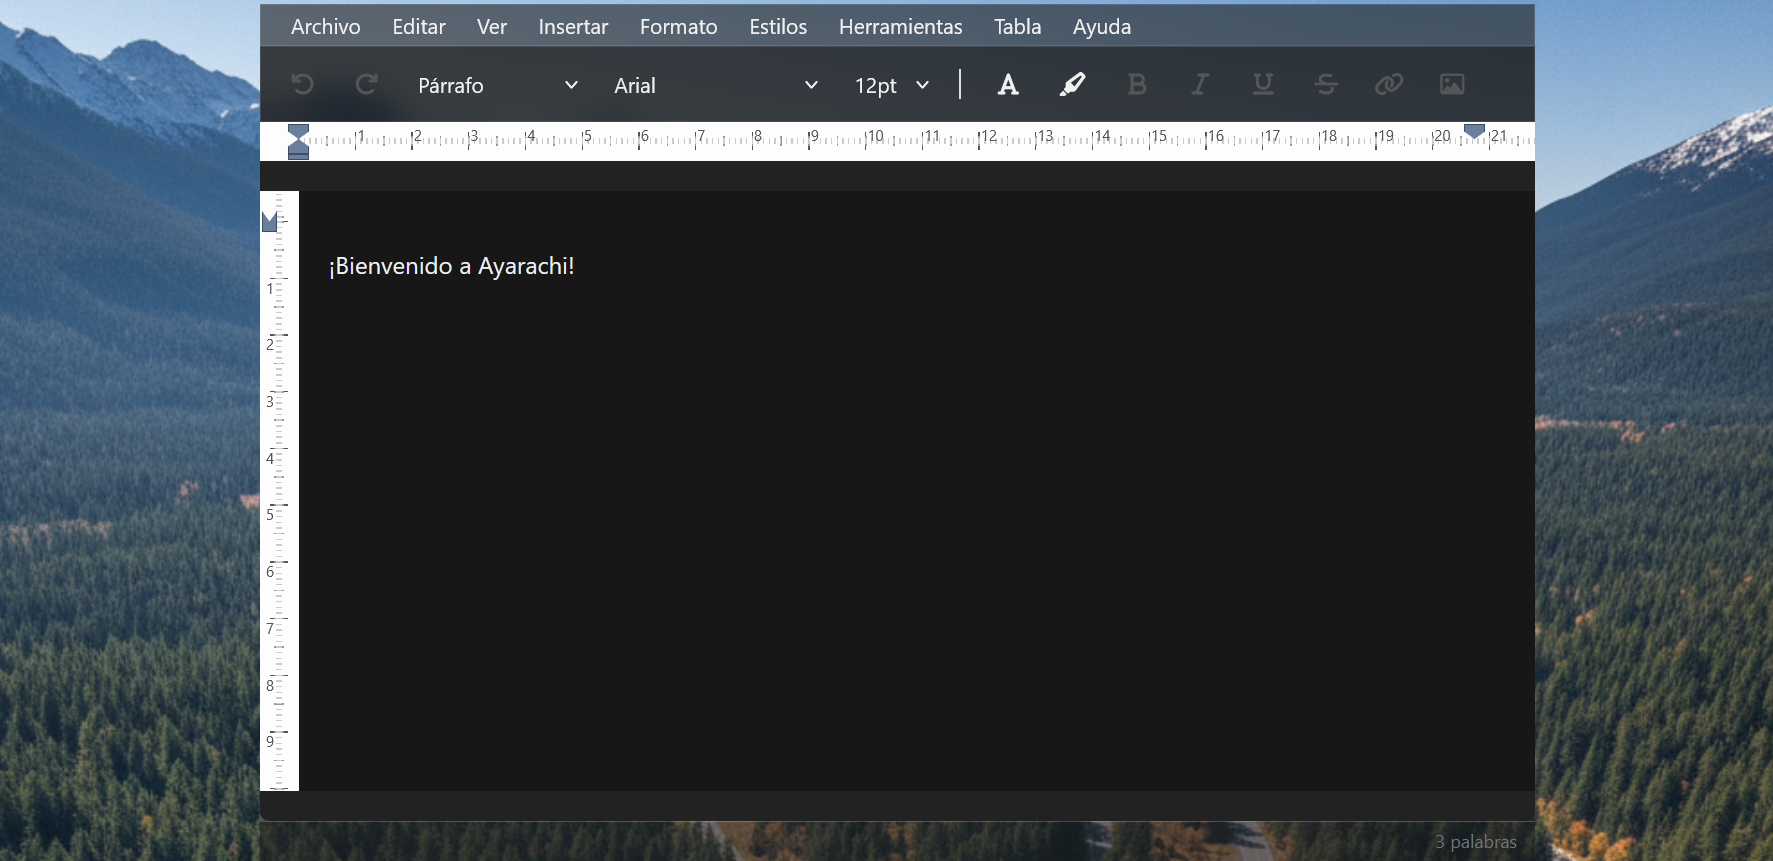 Archivo Editar Ver Insertar Formato Estilos Herramientas Tabla Ayuda
Párrafo Arial 12pt A B I U S
1 2 3 4 5 6 7 8 9 10 11 12 13 14 15 16 17 18 19 20 21
¡Bienvenido a Ayarachi!
1
2
3
4
5
6
7
8
9
3 palabras